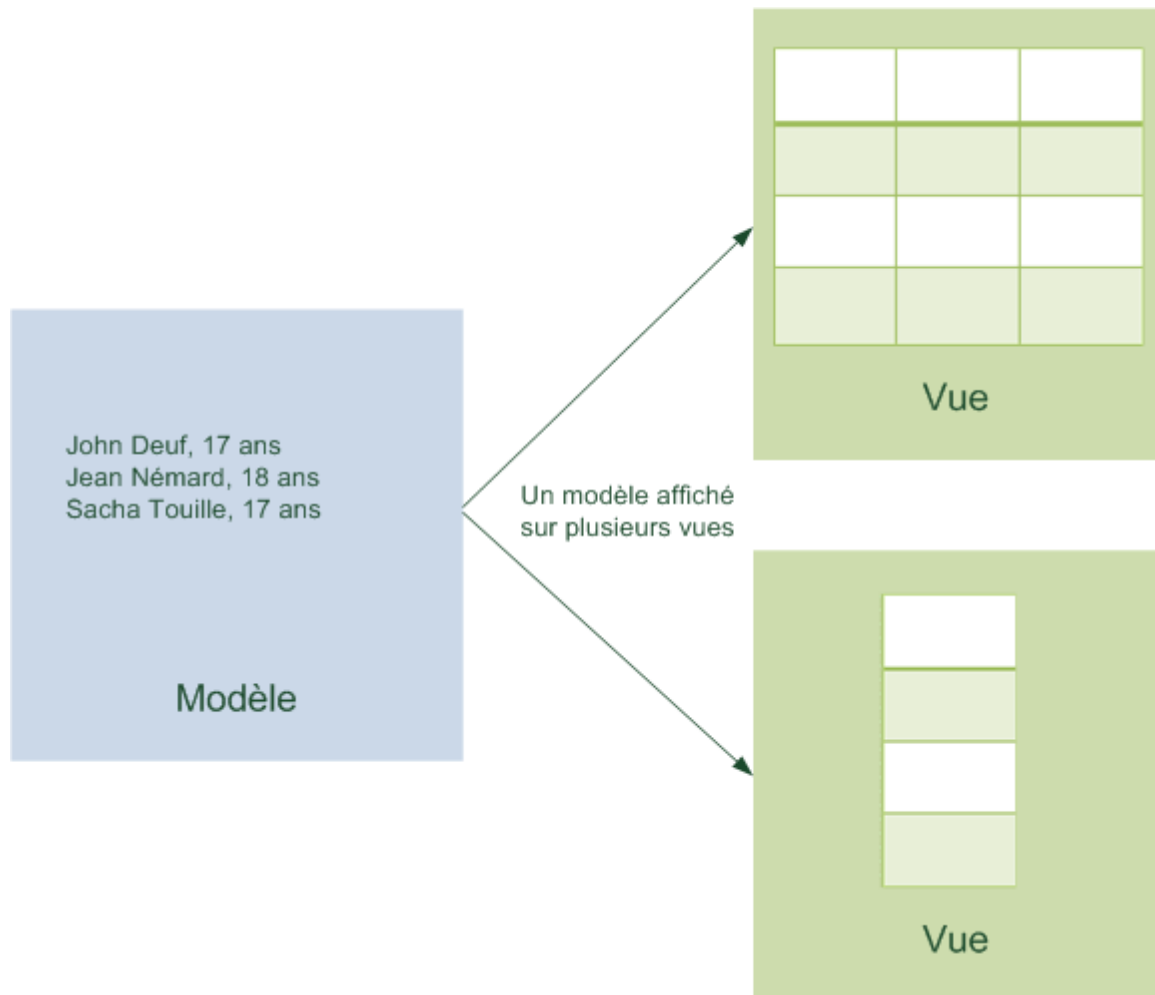 John Deuf, 17 ans
Jean Némard, 18 ans
Sacha Touille, 17 ans
Modèle
Un modèle affiché
sur plusieurs vues
Vue
Vue